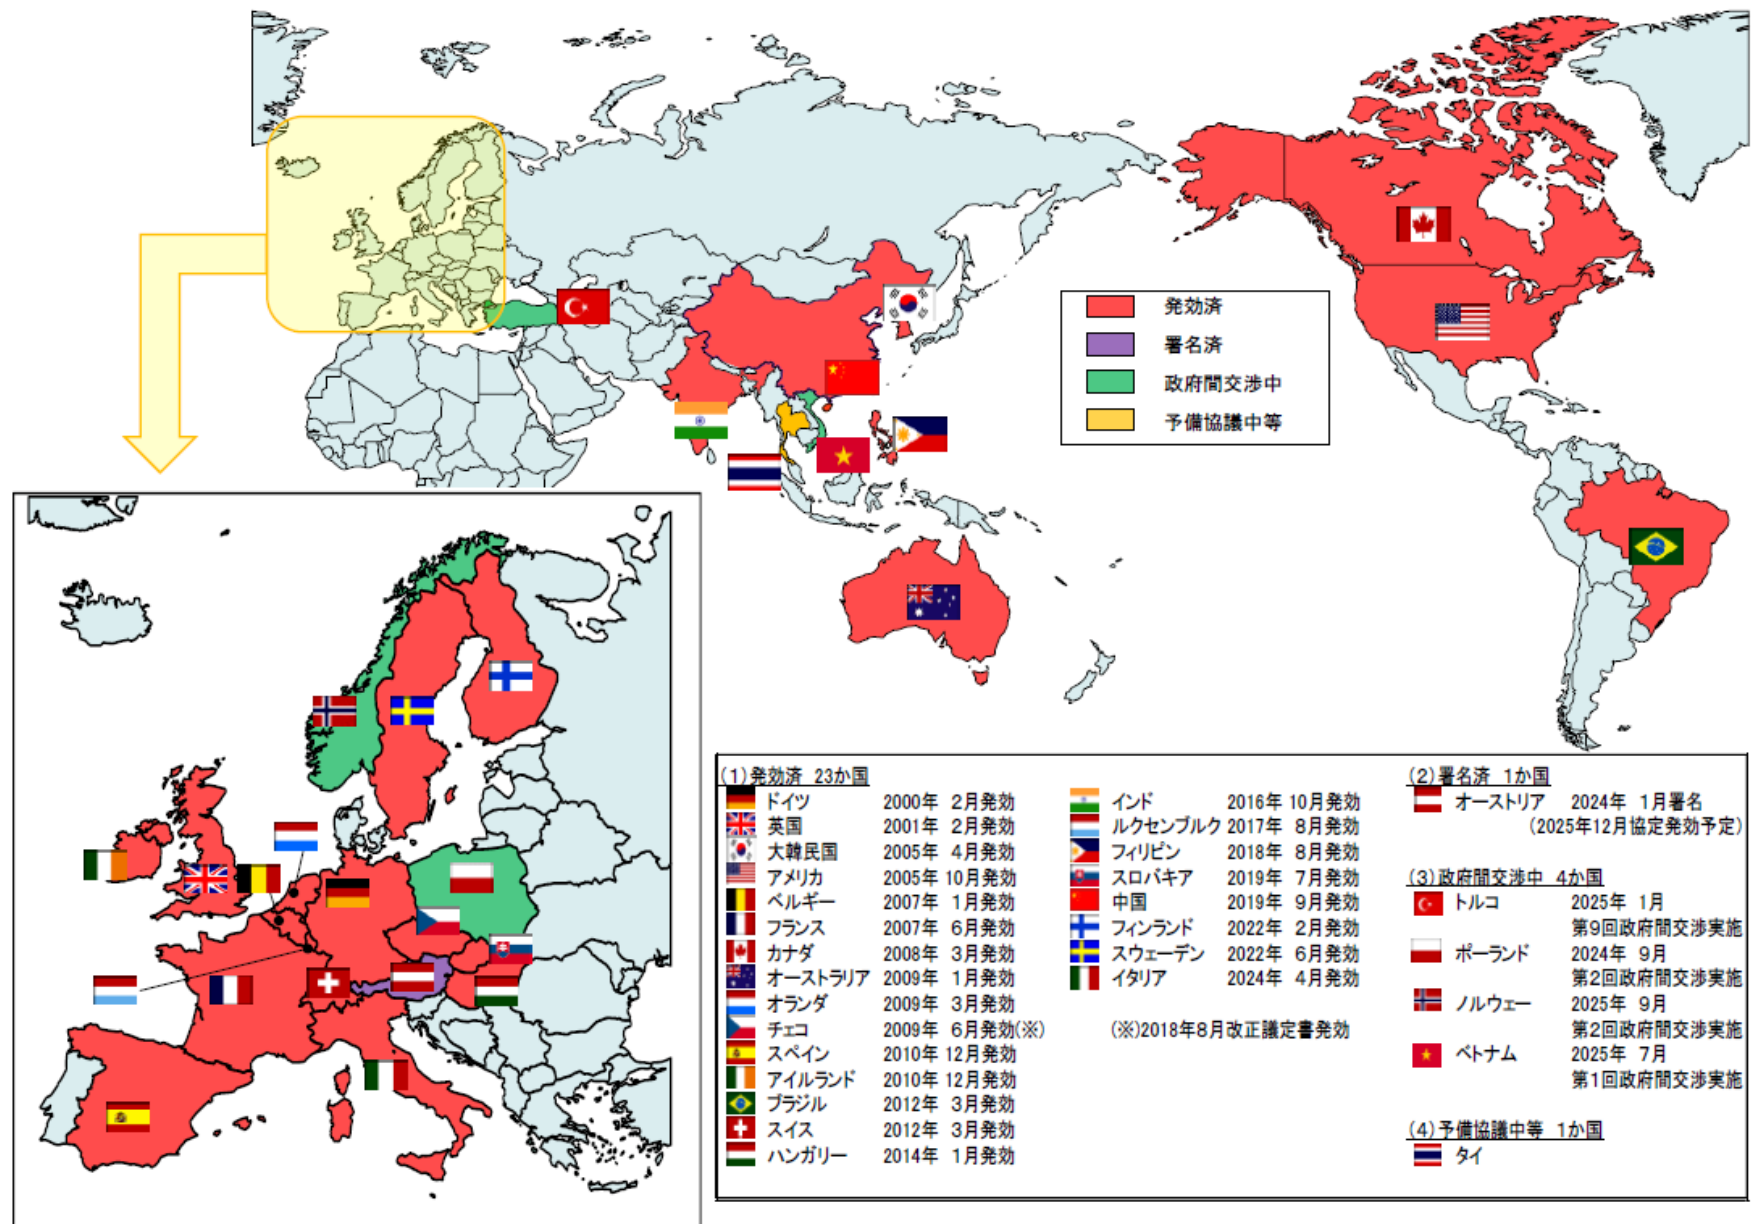 発効済
署名済
政府間交渉中
予備協議中等
(1)発効済 23か国
ドイツ 2000年 2月発効
英国 2001年 2月発効
大韓民国 2005年 4月発効
アメリカ 2005年 10月発効
ベルギー 2007年 1月発効
フランス 2007年 6月発効
カナダ 2008年 3月発効
オーストラリア 2009年 1月発効
オランダ 2009年 3月発効
チェコ 2009年 6月発効(※)
スペイン 2010年 12月発効
アイルランド 2010年 12月発効
ブラジル 2012年 3月発効
スイス 2012年 3月発効
ハンガリー 2014年 1月発効
インド 2016年 10月発効
ルクセンブルク 2017年 8月発効
フィリピン 2018年 8月発効
スロバキア 2019年 7月発効
中国 2019年 9月発効
フィンランド 2022年 2月発効
スウェーデン 2022年 6月発効
イタリア 2024年 4月発効
(※)2018年8月改正議定書発効
(2)署名済 1か国
オーストリア 2024年 1月署名
(2025年12月協定発効予定)
(3)政府間交渉中 4か国
トルコ 2025年 1月
第9回政府間交渉実施
ポーランド 2024年 9月
第2回政府間交渉実施
ノルウェー 2025年 9月
第2回政府間交渉実施
ベトナム 2025年 7月
第1回政府間交渉実施
(4)予備協議中等 1か国
タイ